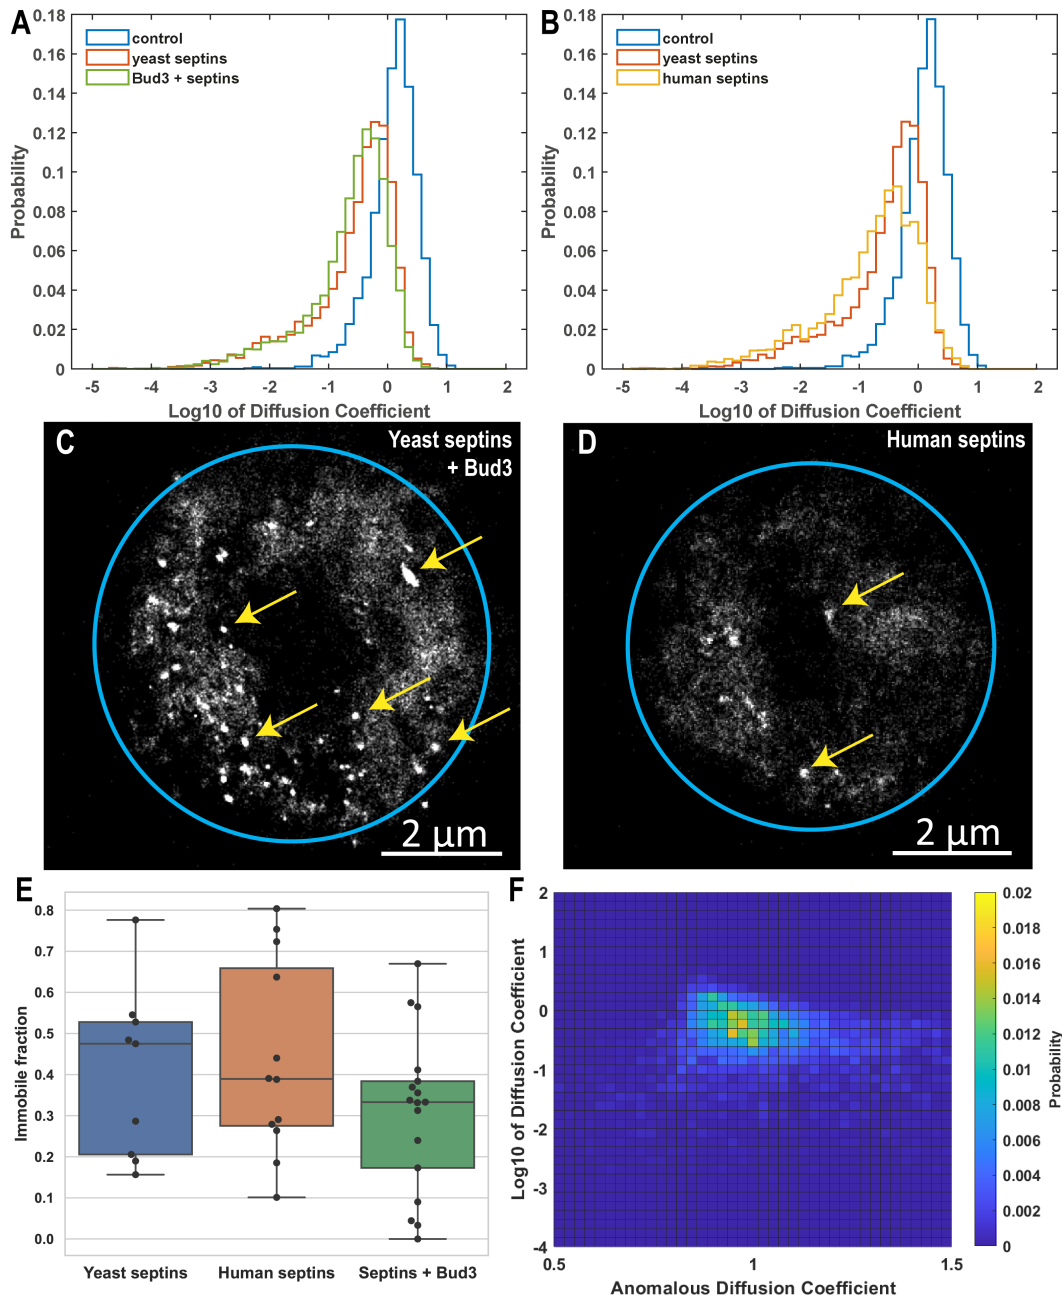 A
0.18
0.16
0.14
0.12
0.1
0.08
0.06
0.04
0.02
0
Probability
control
yeast septins
Bud3 + septins
-5 -4 -3 -2 -1 0 1 2
Log10 of Diffusion Coefficient
B
0.18
0.16
0.14
0.12
0.1
0.08
0.06
0.04
0.02
0
Probability
control
yeast septins
human septins
-5 -4 -3 -2 -1 0 1 2
Log10 of Diffusion Coefficient
C
Yeast septins
+ Bud3
2 μm
D
Human septins
2 μm
E
0.8
0.7
0.6
0.5
0.4
0.3
0.2
0.1
0.0
Immobile fraction
Yeast septins Human septins Septins + Bud3
F
2
1
0
-1
-2
-3
-4
Log10 of Diffusion Coefficient
0.5 1 1.5
Anomalous Diffusion Coefficient
0.02
0.018
0.016
0.014
0.012
0.01
0.008
0.006
0.004
0.002
0
Probability